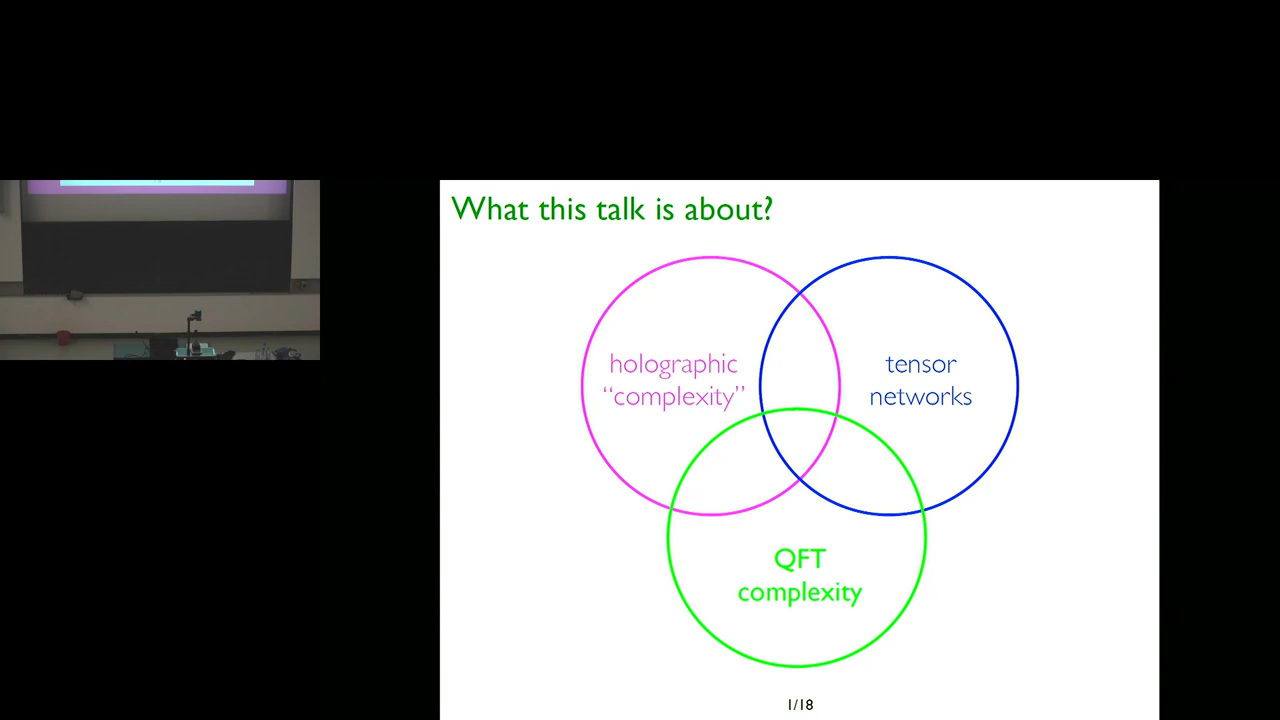 What this talk is about?
holographic
“complexity”
tensor
networks
QFT
complexity
1/18